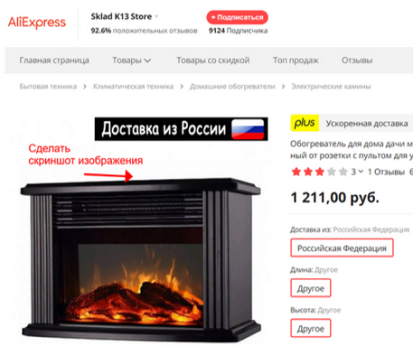 AliExpress
Sklad K13 Store
+ Подписаться
92.6% положительных отзывов 9124 Подписчика
Главная страница Товары Товары со скидкой Топ продаж Отзывы
Бытовая техника > Климатическая техника > Домашние обогреватели > Электрические камины
Доставка из России
plus Ускоренная доставка
Сделать
скриншот изображения
Обогреватель для дома дачи м
ный от розетки с пультом для у
3 1 Отзывы 6
1 211,00 руб.
Доставка из: Российская Федерация
Российская Федерация
Длина: Другое
Другое
Высота: Другое
Другое